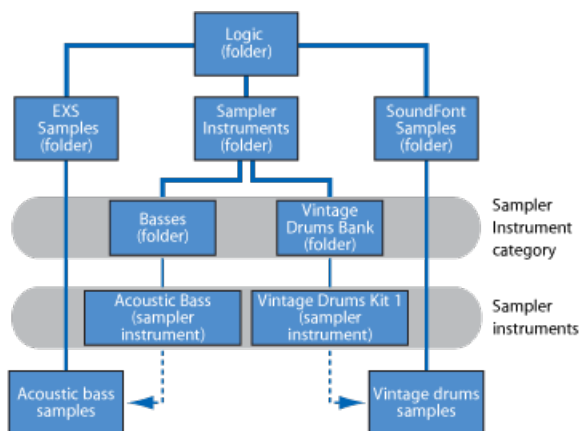 Logic
(folder)
EXS
Samples
(folder)
Sampler
Instruments
(folder)
SoundFont
Samples
(folder)
Basses
(folder)
Vintage
Drums Bank
(folder)
Sampler
Instrument
category
Acoustic Bass
(sampler
instrument)
Vintage Drums Kit 1
(sampler
instrument)
Sampler
instruments
Acoustic bass
samples
Vintage drums
samples